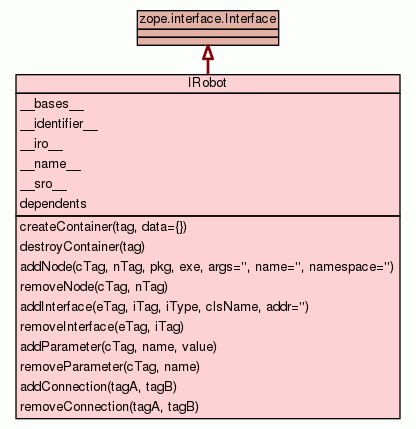 zope.interface.Interface
IRobot
__bases__
__identifier__
__iro__
__name__
__sro__
dependents
createContainer(tag, data={})
destroyContainer(tag)
addNode(cTag, nTag, pkg, exe, args='', name='', namespace='')
removeNode(cTag, nTag)
addInterface(eTag, iTag, iType, clsName, addr='')
removeInterface(eTag, iTag)
addParameter(cTag, name, value)
removeParameter(cTag, name)
addConnection(tagA, tagB)
removeConnection(tagA, tagB)